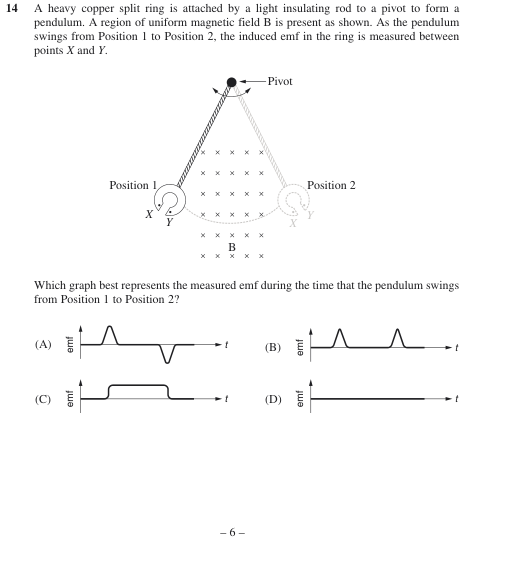 14 A heavy copper split ring is attached by a light insulating rod to a pivot to form a
pendulum. A region of uniform magnetic field B is present as shown. As the pendulum
swings from Position 1 to Position 2, the induced emf in the ring is measured between
points X and Y.
Pivot
Position 1
Position 2
X
Y
X
Y
B
Which graph best represents the measured emf during the time that the pendulum swings
from Position 1 to Position 2?
(A) emf t
(B) emf t
(C) emf t
(D) emf t
– 6 –